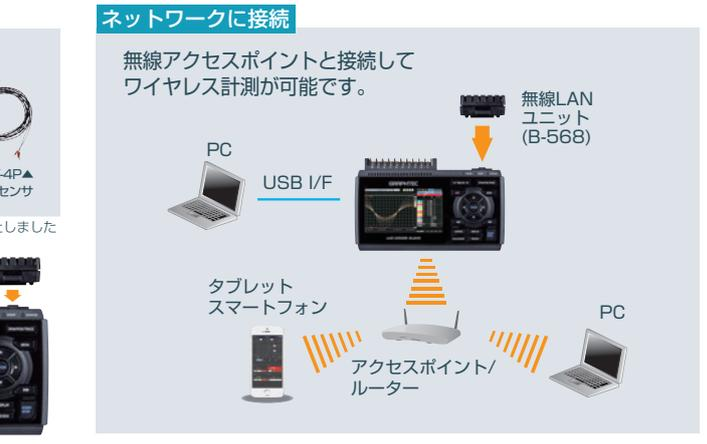 ネットワークに接続
無線アクセスポイントと接続して
ワイヤレス計測が可能です。
無線LAN
ユニット
(B-568)
PC
USB I/F
GRAPHTEC
-4P▲
センサ
しました
タブレット
スマートフォン
PC
アクセスポイント/
ルーター